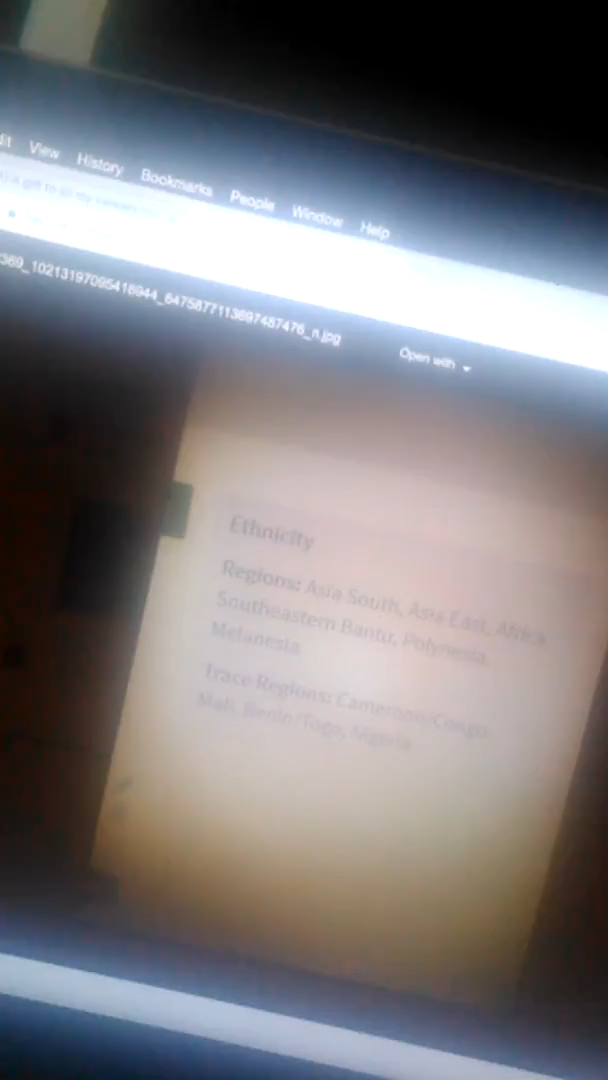 View History Bookmarks People Window Help
Open with
Ethnicity
Regions: Asia South, Asia East, Africa
Southeastern Bantu, Polynesia,
Melanesia
Trace Regions: Cameroon/Congo,
Mali, Benin/Togo, Nigeria